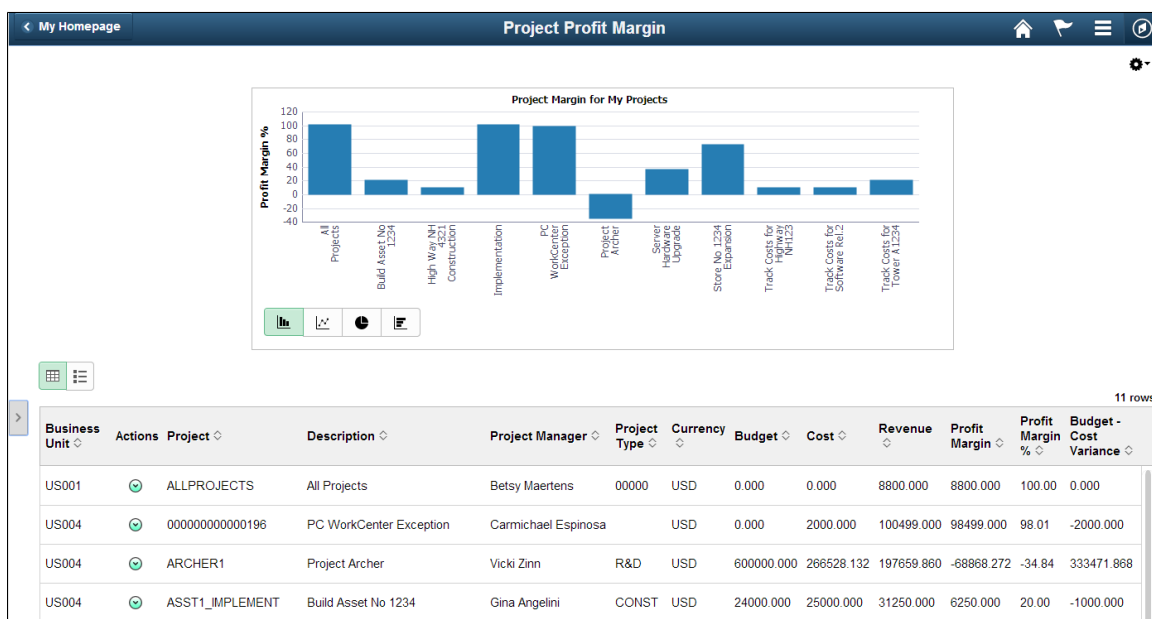 My Homepage
Project Profit Margin
Project Margin for My Projects
Profit Margin %
120
100
80
60
40
20
0
-20
-40
All
Projects
Build Asset No
1234
High Way NH
4321
Construction
Implementation
PC
WorkCenter
Exception
Project
Archer
Server
Hardware
Upgrade
Store No 1234
Expansion
Track Costs for
Highway
NH123
Track Costs for
Software Rel.2
Track Costs for
Tower A1234
11 rows
Business Unit Actions Project Description Project Manager Project Type Currency Budget Cost Revenue Profit Margin Profit Margin % Budget - Cost Variance
US001 ALLPROJECTS All Projects Betsy Maertens 00000 USD 0.000 0.000 8800.000 8800.000 100.00 0.000
US004 000000000000196 PC WorkCenter Exception Carmichael Espinosa USD 0.000 2000.000 100499.000 98499.000 98.01 -2000.000
US004 ARCHER1 Project Archer Vicki Zinn R&D USD 600000.000 266528.132 197659.860 -68868.272 -34.84 333471.868
US004 ASST1_IMPLEMENT Build Asset No 1234 Gina Angelini CONST USD 24000.000 25000.000 31250.000 6250.000 20.00 -1000.000